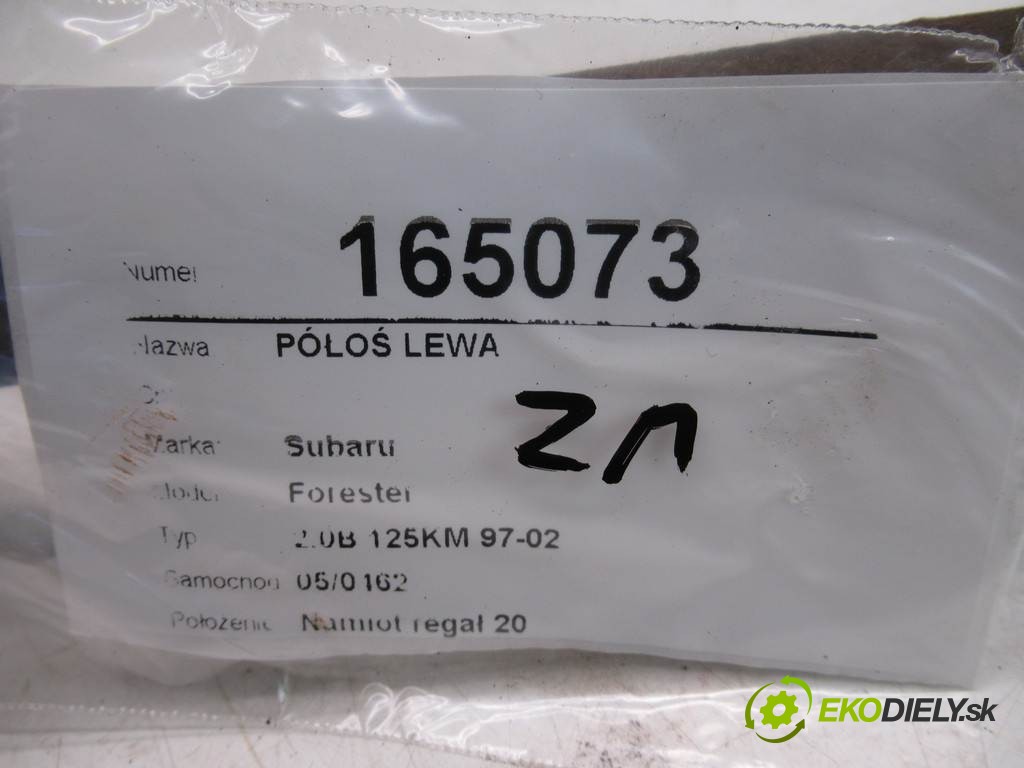 Numer 165073
Nazwa PÓŁOŚ LEWA
Marka Subaru
Model Forester
Typ 2.0B 125KM 97-02
Samochód 05/0162
Położenie Namiot regał 20
EKODIELY.sk